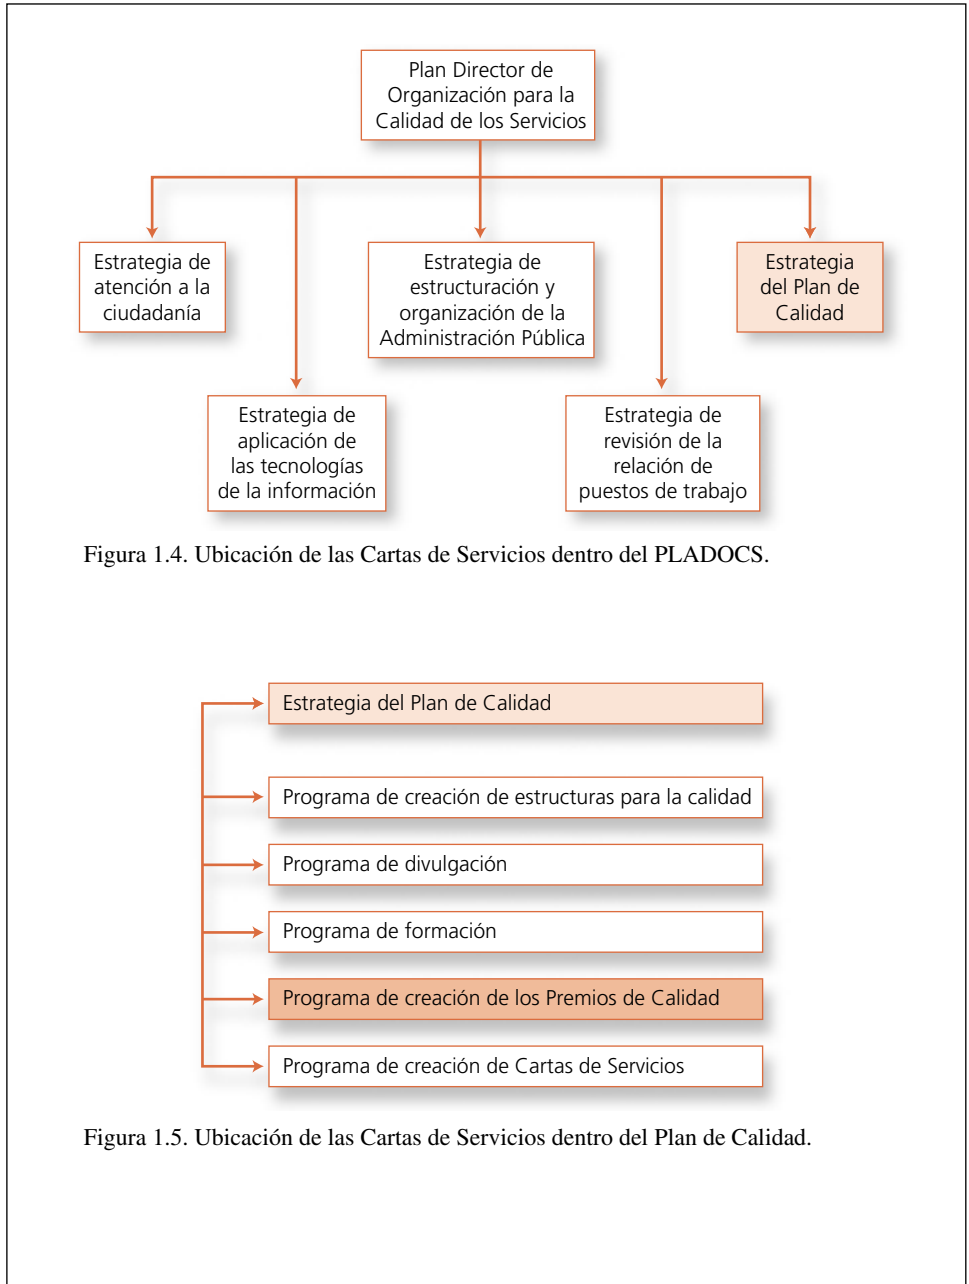 Plan Director de
Organización para la
Calidad de los Servicios
Estrategia de
atención a la
ciudadanía
Estrategia de
estructuración y
organización de la
Administración Pública
Estrategia
del Plan de
Calidad
Estrategia de
aplicación de
las tecnologías
de la información
Estrategia de
revisión de la
relación de
puestos de trabajo
Figura 1.4. Ubicación de las Cartas de Servicios dentro del PLADOCS.
Estrategia del Plan de Calidad
Programa de creación de estructuras para la calidad
Programa de divulgación
Programa de formación
Programa de creación de los Premios de Calidad
Programa de creación de Cartas de Servicios
Figura 1.5. Ubicación de las Cartas de Servicios dentro del Plan de Calidad.